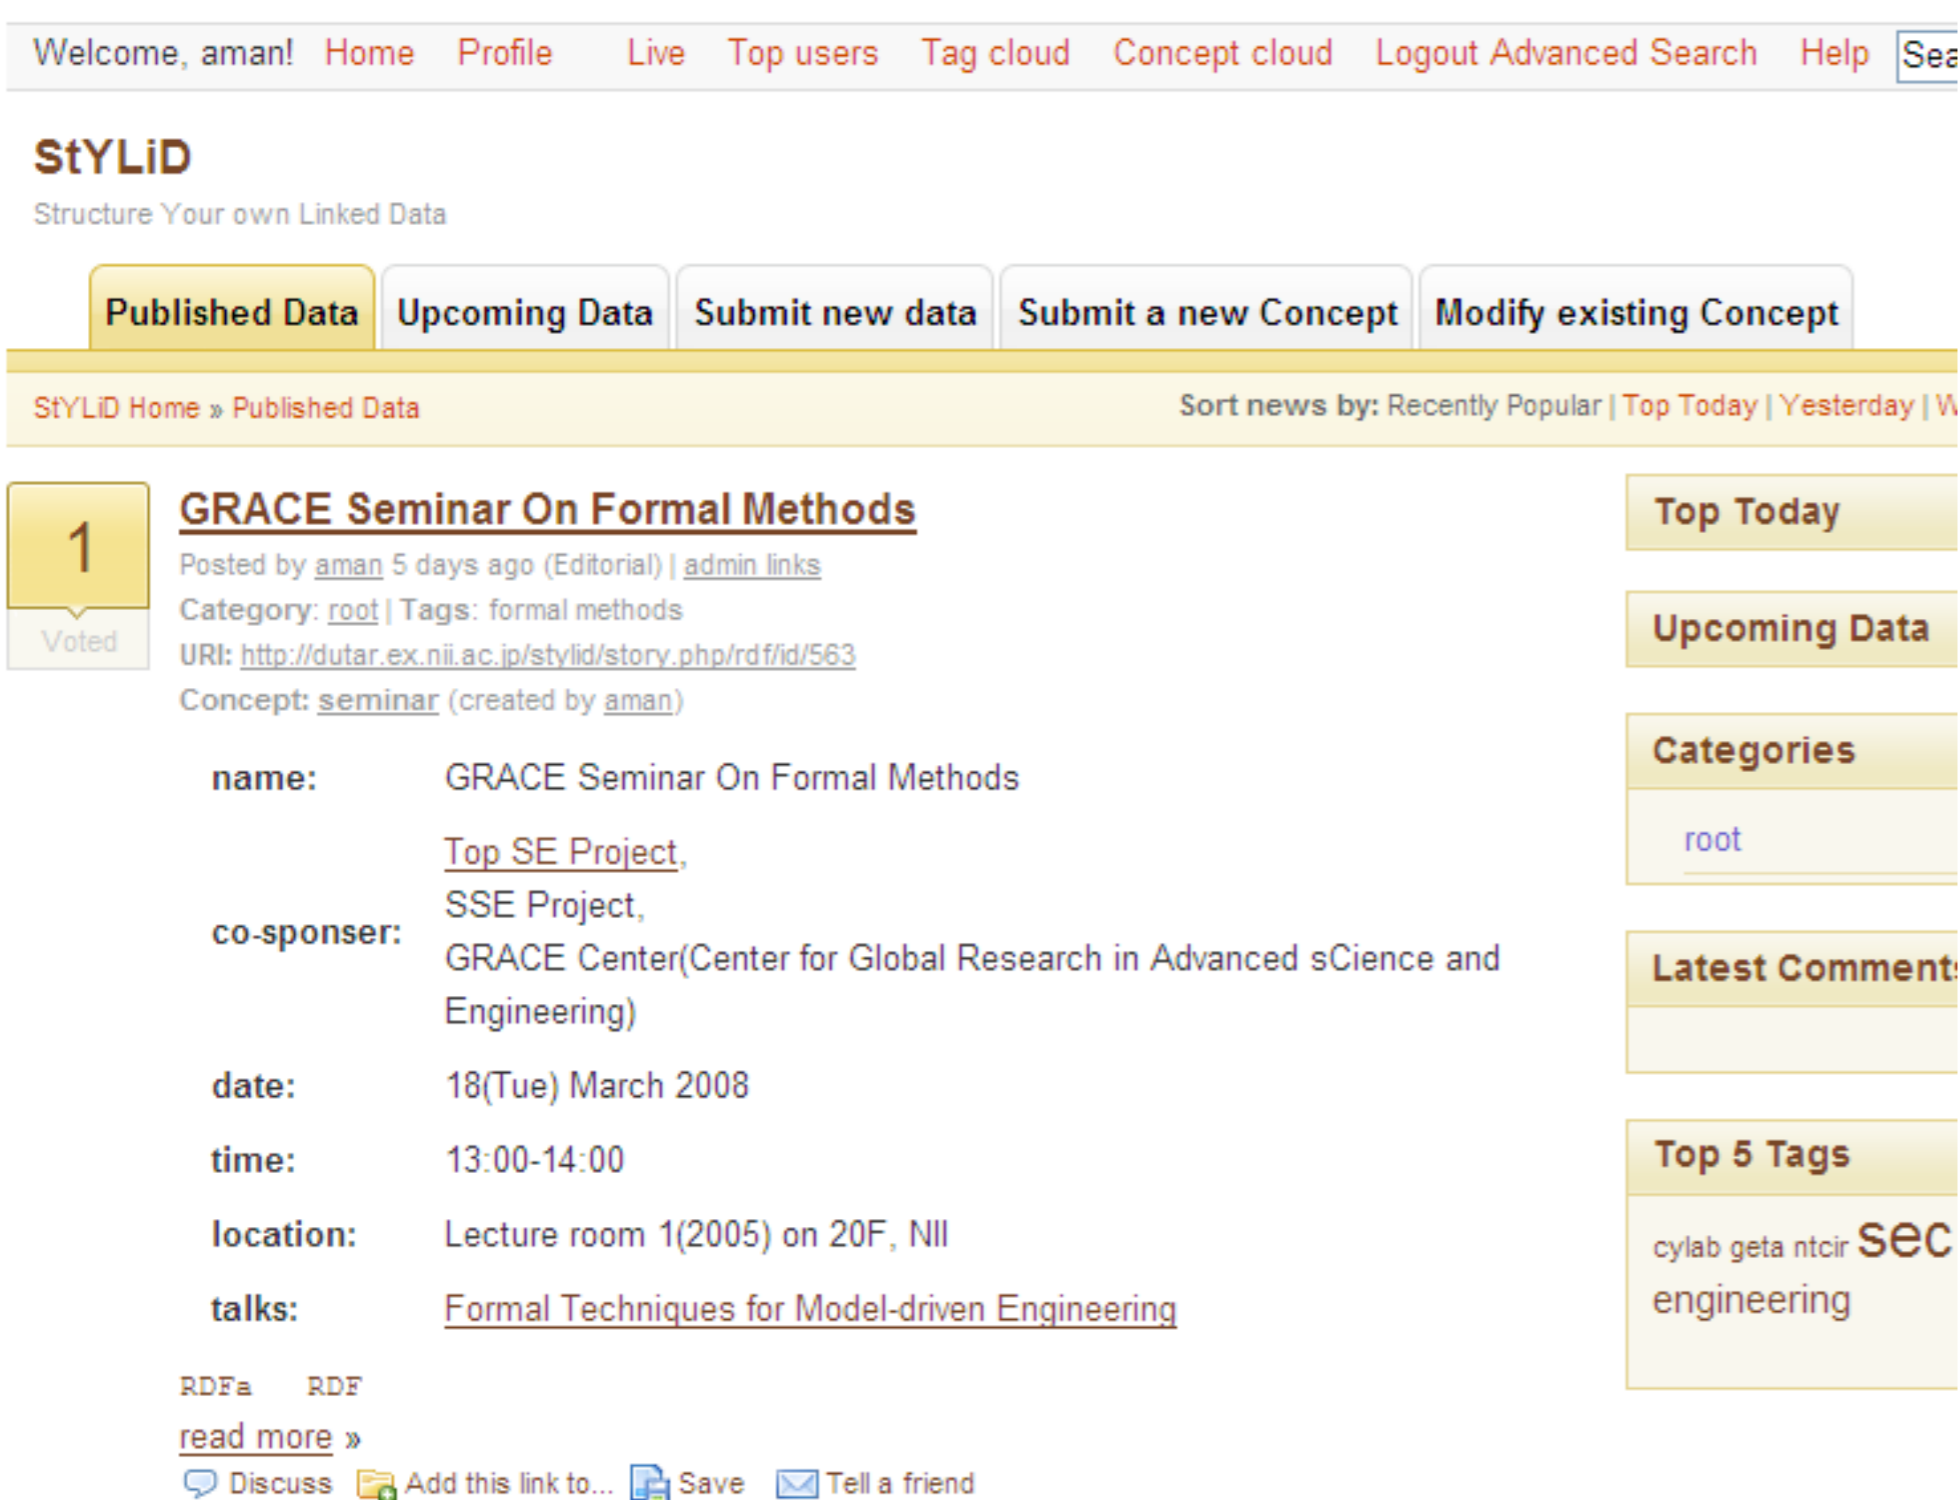 Welcome, aman! Home Profile Live Top users Tag cloud Concept cloud Logout Advanced Search Help
StYLiD
Structure Your own Linked Data
Published Data Upcoming Data Submit new data Submit a new Concept Modify existing Concept
StYLiD Home » Published Data
Sort news by: Recently Popular | Top Today | Yesterday |
1
Voted
GRACE Seminar On Formal Methods
Posted by aman 5 days ago (Editorial) | admin links
Category: root | Tags: formal methods
URI: http://dutar.ex.nii.ac.jp/stylid/story.php/rdf/id/563
Concept: seminar (created by aman)
name: GRACE Seminar On Formal Methods
co-sponser: Top SE Project,
SSE Project,
GRACE Center(Center for Global Research in Advanced sCience and
Engineering)
date: 18(Tue) March 2008
time: 13:00-14:00
location: Lecture room 1(2005) on 20F, NII
talks: Formal Techniques for Model-driven Engineering
RDFa RDF
read more »
Discuss Add this link to... Save Tell a friend
Top Today
Upcoming Data
Categories
root
Latest Comment
Top 5 Tags
cylab geta ntcir sec
engineering